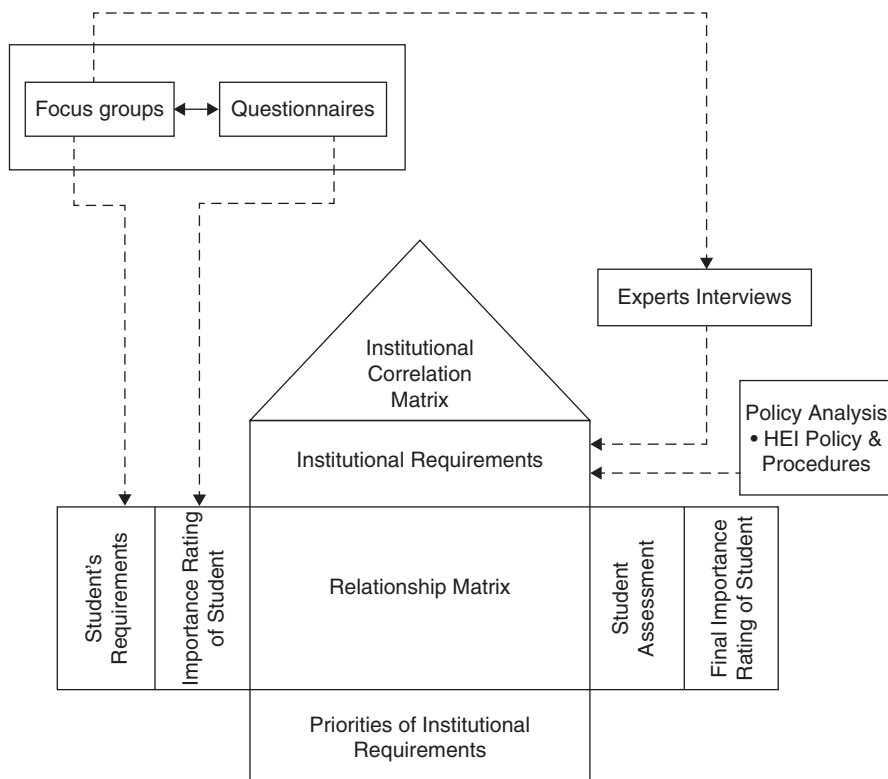 Focus groups
Questionnaires
Experts Interviews
Institutional
Correlation
Matrix
Policy Analysis
• HEI Policy &
Procedures
Institutional Requirements
Student's
Requirements
Importance Rating
of Student
Relationship Matrix
Student
Assessment
Final Importance
Rating of Student
Priorities of Institutional
Requirements